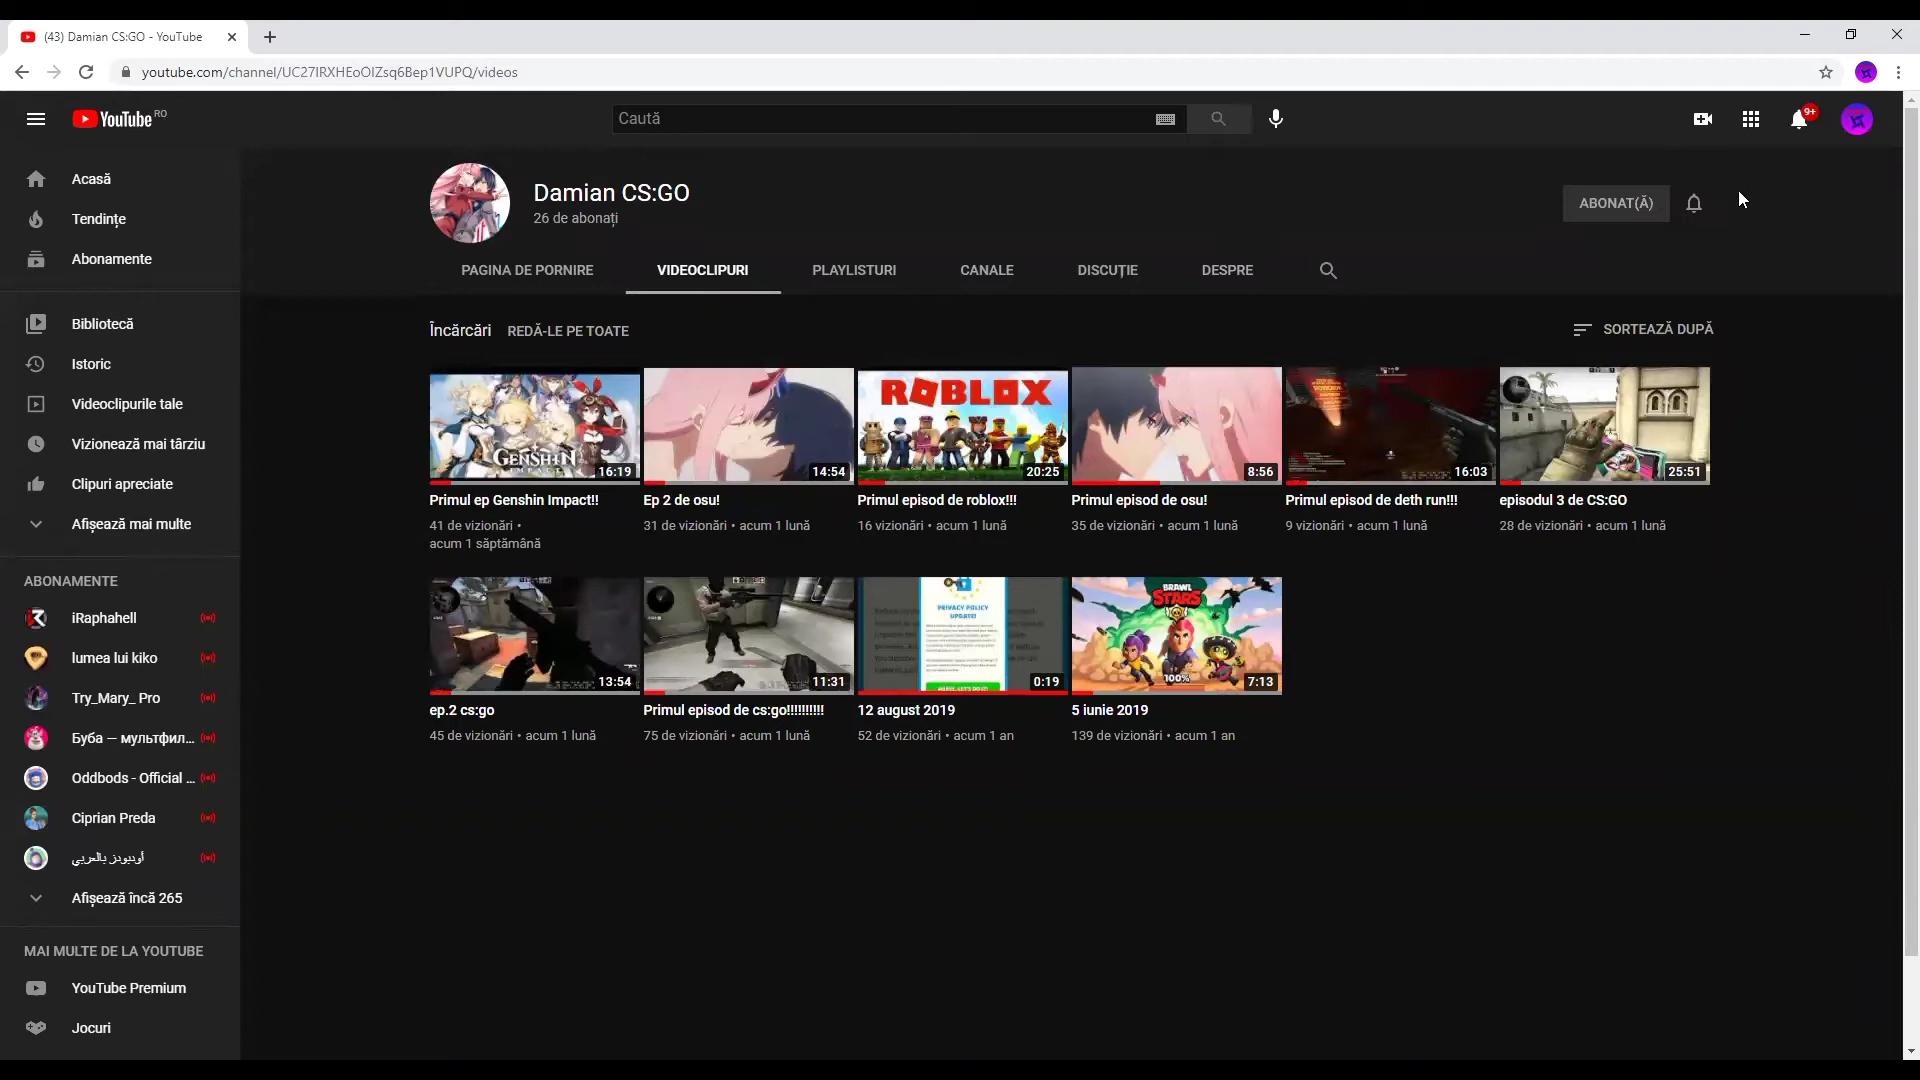 (43) Damian CS:GO - YouTube
youtube.com/channel/UC27IRXHEoOIZsq6Bep1VUPQ/videos
YouTube RO
Caută
9+
Acasă
Tendințe
Abonamente
Bibliotecă
Istoric
Videoclipurile tale
Vizionează mai târziu
Clipuri apreciate
Afișează mai multe
ABONAMENTE
iRaphahell
lumea lui kiko
Try_Mary_ Pro
Буба — мультфил...
Oddbods - Official ...
Ciprian Preda
أودبودز بالعربي
Afișează încă 265
MAI MULTE DE LA YOUTUBE
YouTube Premium
Jocuri
Damian CS:GO
26 de abonați
ABONAT(Ă)
PAGINA DE PORNIRE
VIDEOCLIPURI
PLAYLISTURI
CANALE
DISCUȚIE
DESPRE
Încărcări
REDĂ-LE PE TOATE
SORTEAZĂ DUPĂ
GENSHIN
IMPACT
16:19
Primul ep Genshin Impact!!
41 de vizionări •
acum 1 săptămână
14:54
Ep 2 de osu!
31 de vizionări • acum 1 lună
ROBLOX
20:25
Primul episod de roblox!!!
16 vizionări • acum 1 lună
8:56
Primul episod de osu!
35 de vizionări • acum 1 lună
16:03
Primul episod de deth run!!!
9 vizionări • acum 1 lună
25:51
episodul 3 de CS:GO
28 de vizionări • acum 1 lună
13:54
ep.2 cs:go
45 de vizionări • acum 1 lună
11:31
Primul episod de cs:go!!!!!!!!!!
75 de vizionări • acum 1 lună
PRIVACY POLICY
UPDATE!
0:19
12 august 2019
52 de vizionări • acum 1 an
BRAWL
STARS
100%
7:13
5 iunie 2019
139 de vizionări • acum 1 an